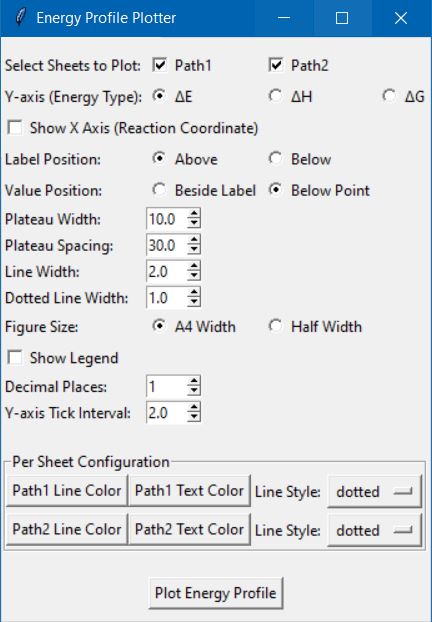 Energy Profile Plotter
Select Sheets to Plot: Path1 Path2
Y-axis (Energy Type): ΔE ΔH ΔG
Show X Axis (Reaction Coordinate)
Label Position: Above Below
Value Position: Beside Label Below Point
Plateau Width: 10.0
Plateau Spacing: 30.0
Line Width: 2.0
Dotted Line Width: 1.0
Figure Size: A4 Width Half Width
Show Legend
Decimal Places: 1
Y-axis Tick Interval: 2.0
Per Sheet Configuration
Path1 Line Color Path1 Text Color Line Style: dotted
Path2 Line Color Path2 Text Color Line Style: dotted
Plot Energy Profile